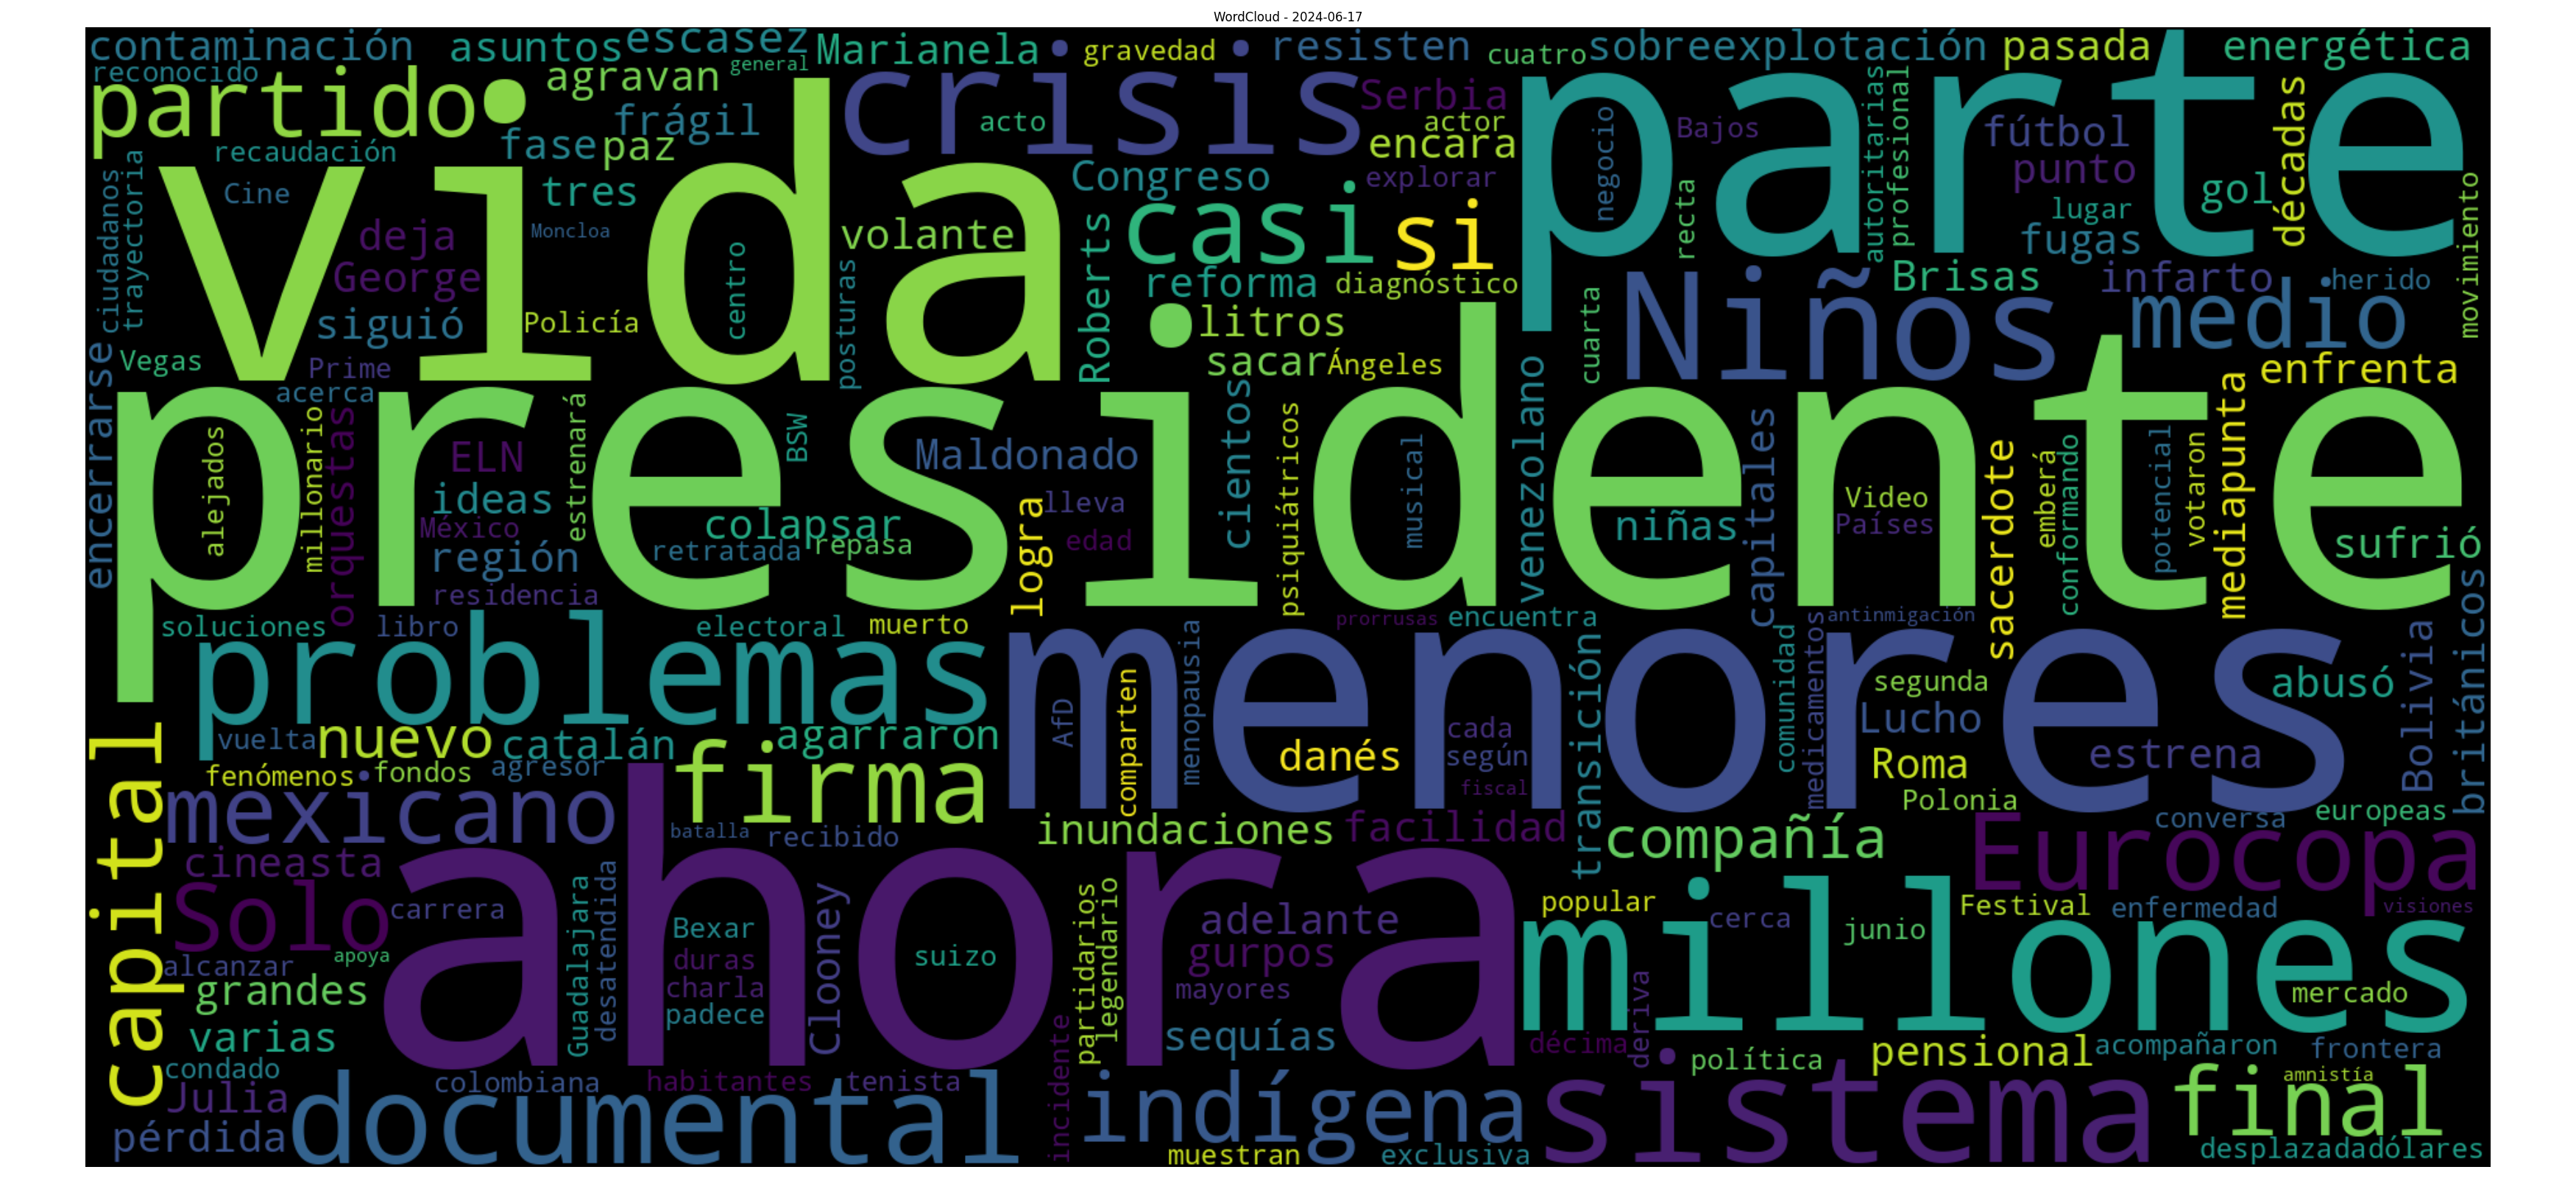 WordCloud - 2024-06-17
contaminación
asuntos
escasez
Marianela
gravedad
resisten
cuatro
sobreexplotación
pasada
energética
reconocido
partido
agravan
general
crisis
Serbia
parte
frágil
acto
actor
Bajos
negocio
autoritarias
profesional
fútbol
décadas
recaudación
fase
paz
encara
punto
ciudadanos
trayectoria
Cine
tres
vida
Congreso
explorar
recta
gol
movimiento
deja
Moncloa
volante
casi
si
lugar
fugas
George
centro
posturas
Roberts
reforma
diagnóstico
Brisas
infarto
herido
siguió
Policía
litros
cuarta
Niños
medio
encerrarse
Vegas
Prime
sacar
Ángeles
enfrenta
acerca
presidente
alejados
millonario
orquestas
ELN
estrenará
BSW
Maldonado
cientos
psiquiátricos
musical
venezolano
capitales
Video
sacerdote
emberá
conformando
potencial
votaron
mediapunta
ideas
lleva
México
colapsar
logra
edad
niñas
Países
sufrió
región
retratada
repasa
residencia
soluciones
libro
electoral
muerto
prorrusas
encuentra
antinmigación
británicos
problemas
menores
menopausia
transición
comunidad
medicamentos
segunda
abusó
Bolivia
AfD
comparten
capital
vuelta
nuevo
catalán
agarraron
cada
danés
según
Lucho
Roma
estrena
fenómenos
fondos
agresor
firma
fiscal
Polonia
mexicano
batalla
recibido
inundaciones
facilidad
compañía
conversa
europeas
cineasta
Eurocopa
Solo
carrera
Guadalajara
desatendida
ahora
Bexar
Clooney
suizo
partidarios
legendario
adelante
popular
cerca
junio
Festival
enfermedad
visiones
alcanzar
apoya
duras
gurpos
millones
grandes
charla
mayores
deriva
mercado
varias
padece
incidente
sequías
décima
política
pensional
acompañaron
frontera
condado
colombiana
habitantes
tenista
amnistía
Julia
documental
indígena
sistema
final
pérdida
muestran
exclusiva
desplazada
dólares